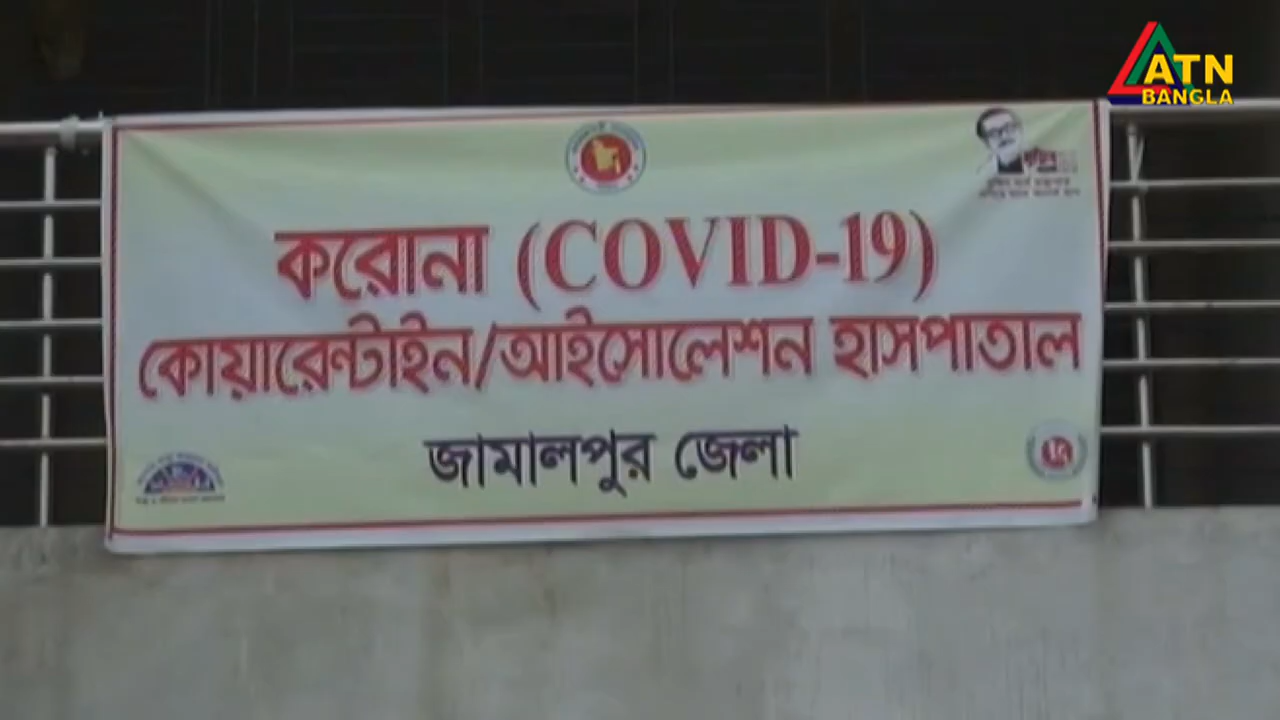 ATN
BANGLA
করোনা (COVID-19)
কোয়ারেন্টাইন/আইসোলেশন হাসপাতাল
জামালপুর জেলা